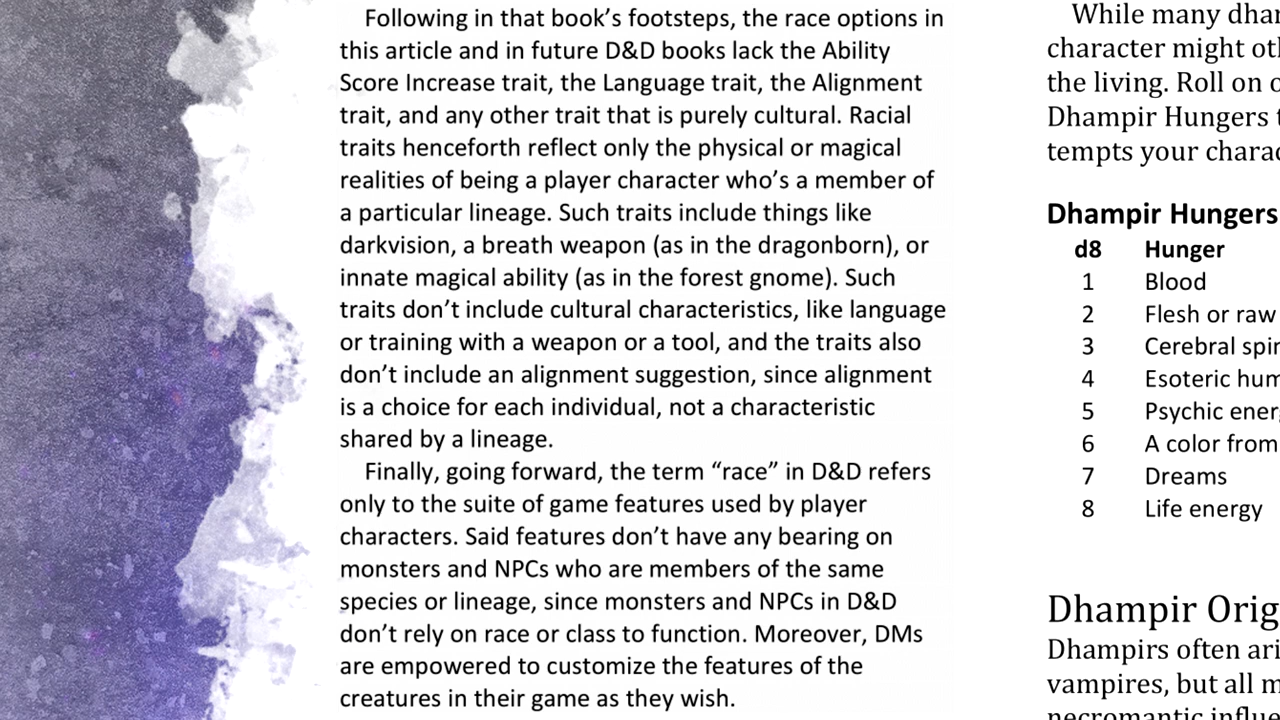 Following in that book’s footsteps, the race options in
this article and in future D&D books lack the Ability
Score Increase trait, the Language trait, the Alignment
trait, and any other trait that is purely cultural. Racial
traits henceforth reflect only the physical or magical
realities of being a player character who’s a member of
a particular lineage. Such traits include things like
darkvision, a breath weapon (as in the dragonborn), or
innate magical ability (as in the forest gnome). Such
traits don’t include cultural characteristics, like language
or training with a weapon or a tool, and the traits also
don’t include an alignment suggestion, since alignment
is a choice for each individual, not a characteristic
shared by a lineage.
Finally, going forward, the term “race” in D&D refers
only to the suite of game features used by player
characters. Said features don’t have any bearing on
monsters and NPCs who are members of the same
species or lineage, since monsters and NPCs in D&D
don’t rely on race or class to function. Moreover, DMs
are empowered to customize the features of the
creatures in their game as they wish.
While many
character might
the living. Roll on
Dhampir Hungers
tempts your
Dhampir Hungers
d8 Hunger
1 Blood
2 Flesh or raw
3 Cerebral
4 Esoteric
5 Psychic
6 A color from
7 Dreams
8 Life energy
Dhampir
Dhampirs often
vampires, but all
necromantic